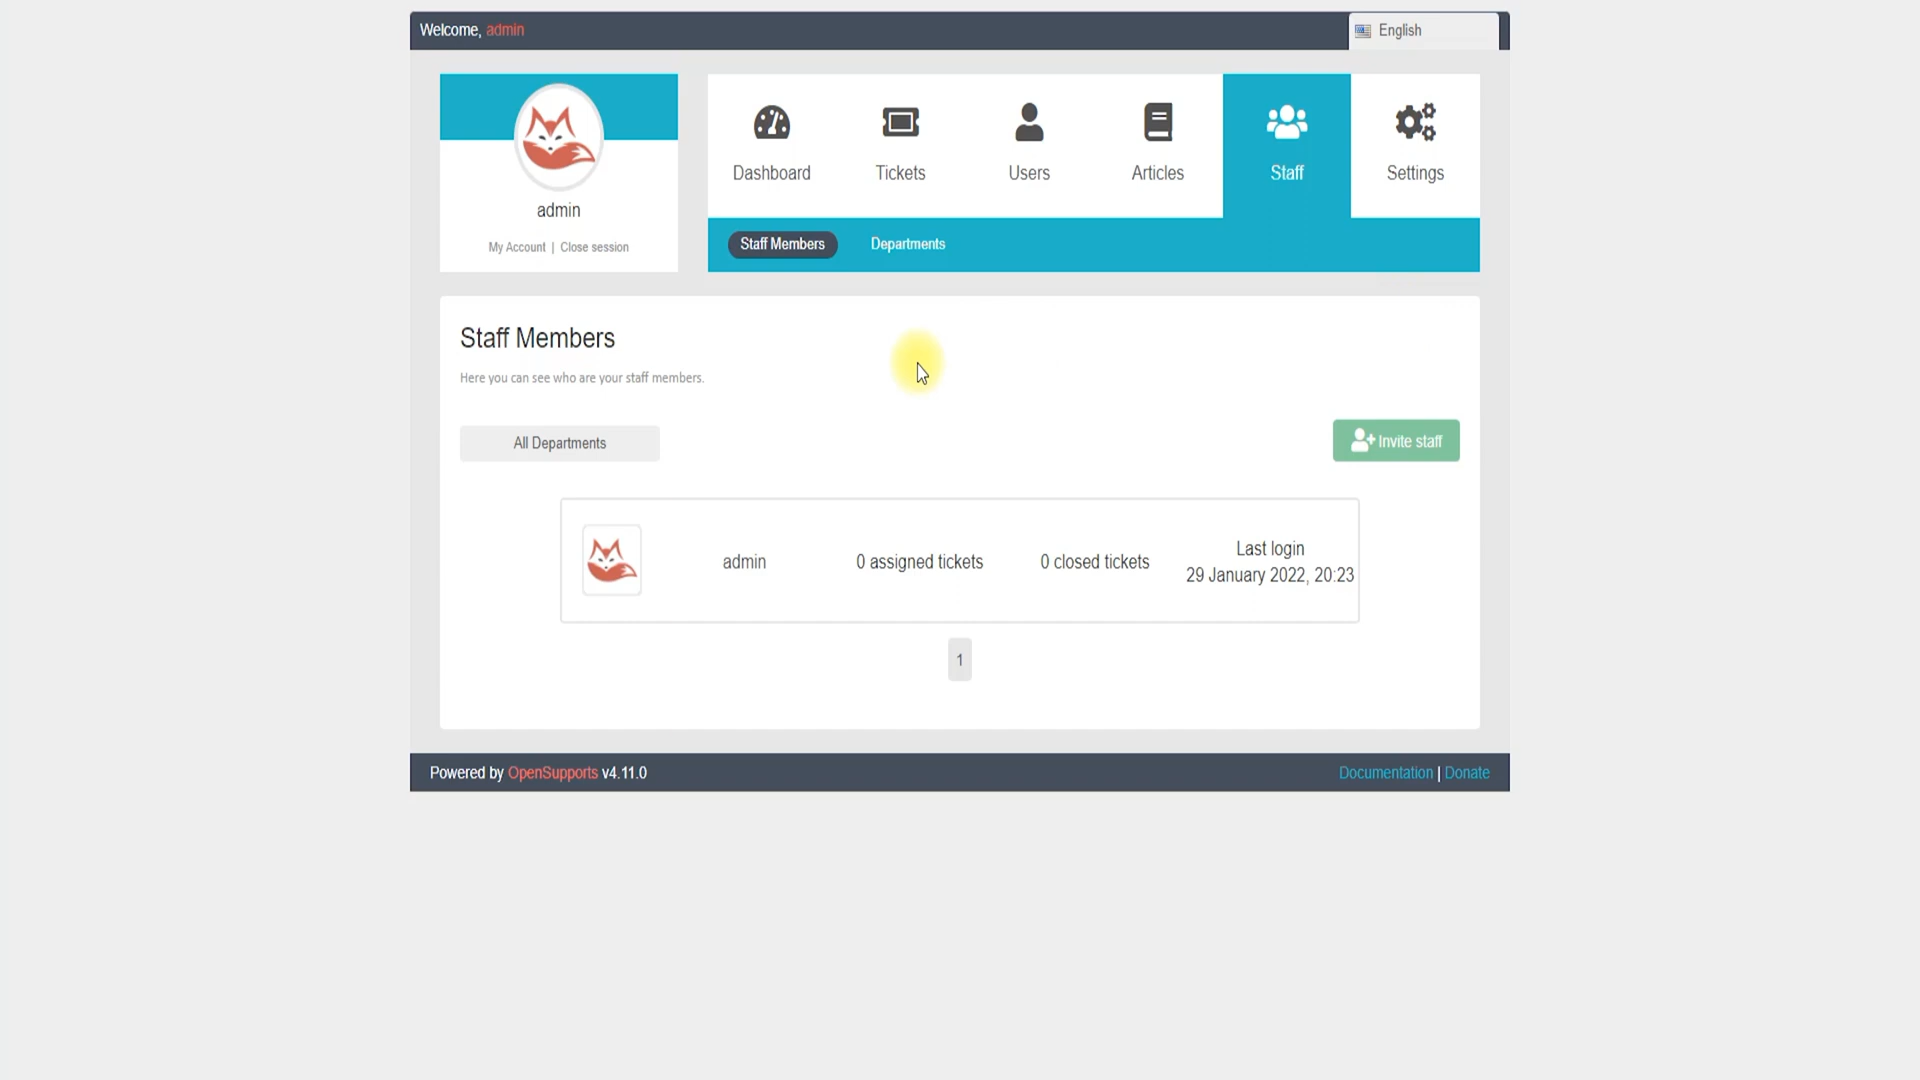 Welcome, admin
English
Dashboard
Tickets
Users
Articles
Staff
Settings
admin
My Account | Close session
Staff Members
Departments
Staff Members
Here you can see who are your staff members.
All Departments
Invite staff
admin
0 assigned tickets
0 closed tickets
Last login
29 January 2022, 20:23
1
Powered by OpenSupports v4.11.0
Documentation | Donate